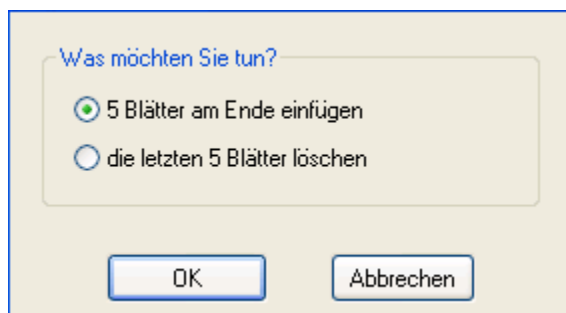 Was möchten Sie tun?
5 Blätter am Ende einfügen
die letzten 5 Blätter löschen
OK
Abbrechen